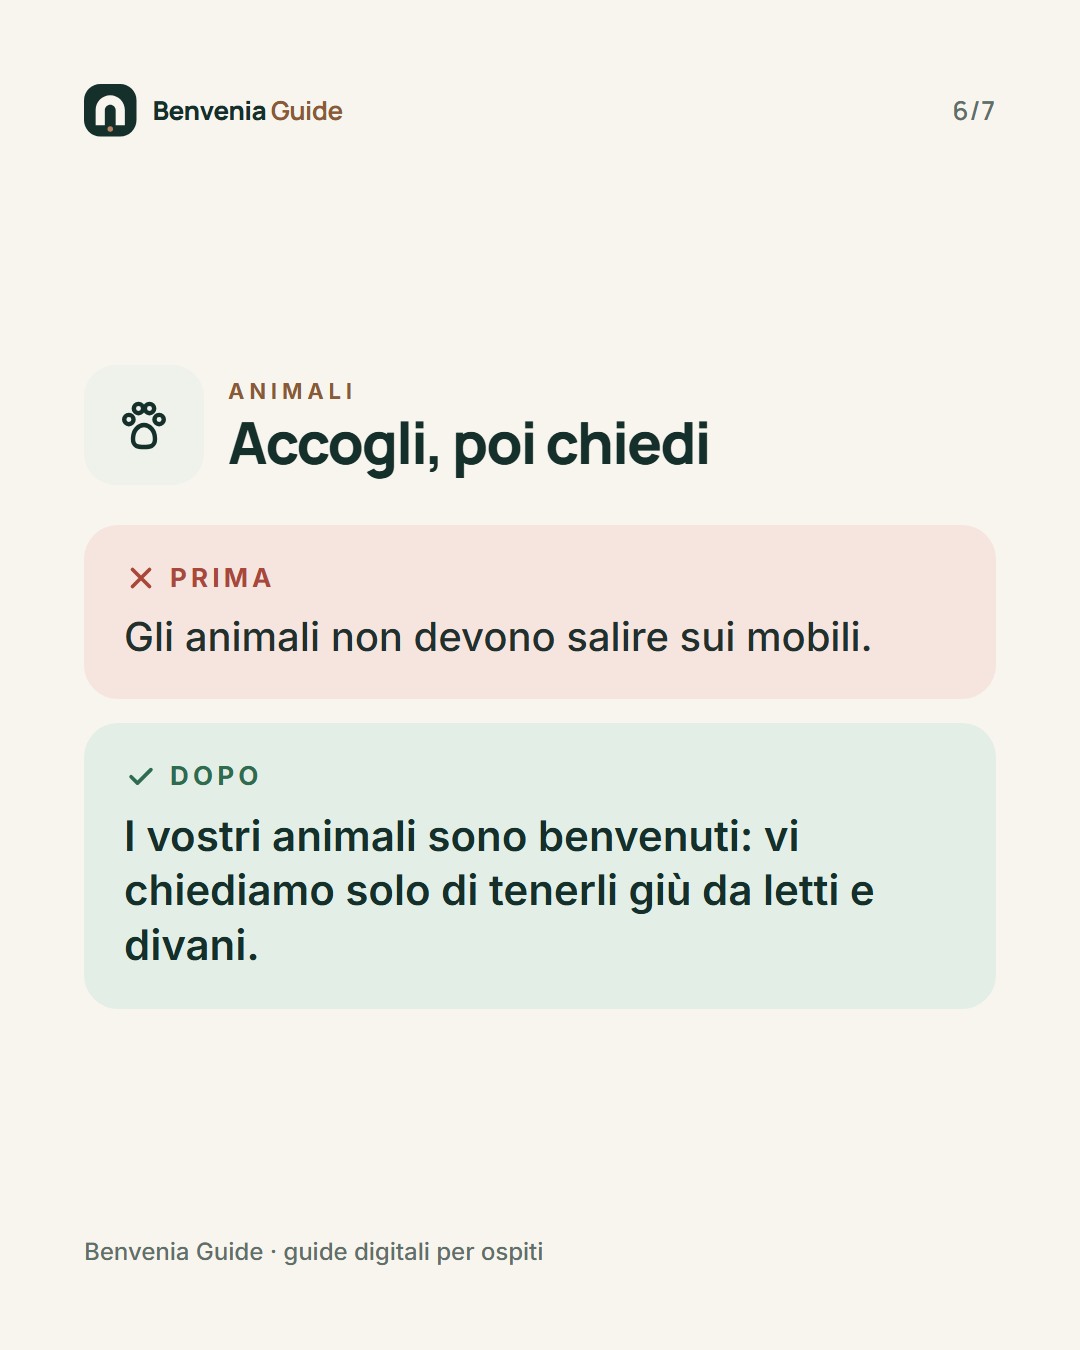 Benvenia Guide
6/7
ANIMALI
Accogli, poi chiedi
PRIMA
Gli animali non devono salire sui mobili.
DOPO
I vostri animali sono benvenuti: vi
chiediamo solo di tenerli giù da letti e
divani.
Benvenia Guide · guide digitali per ospiti